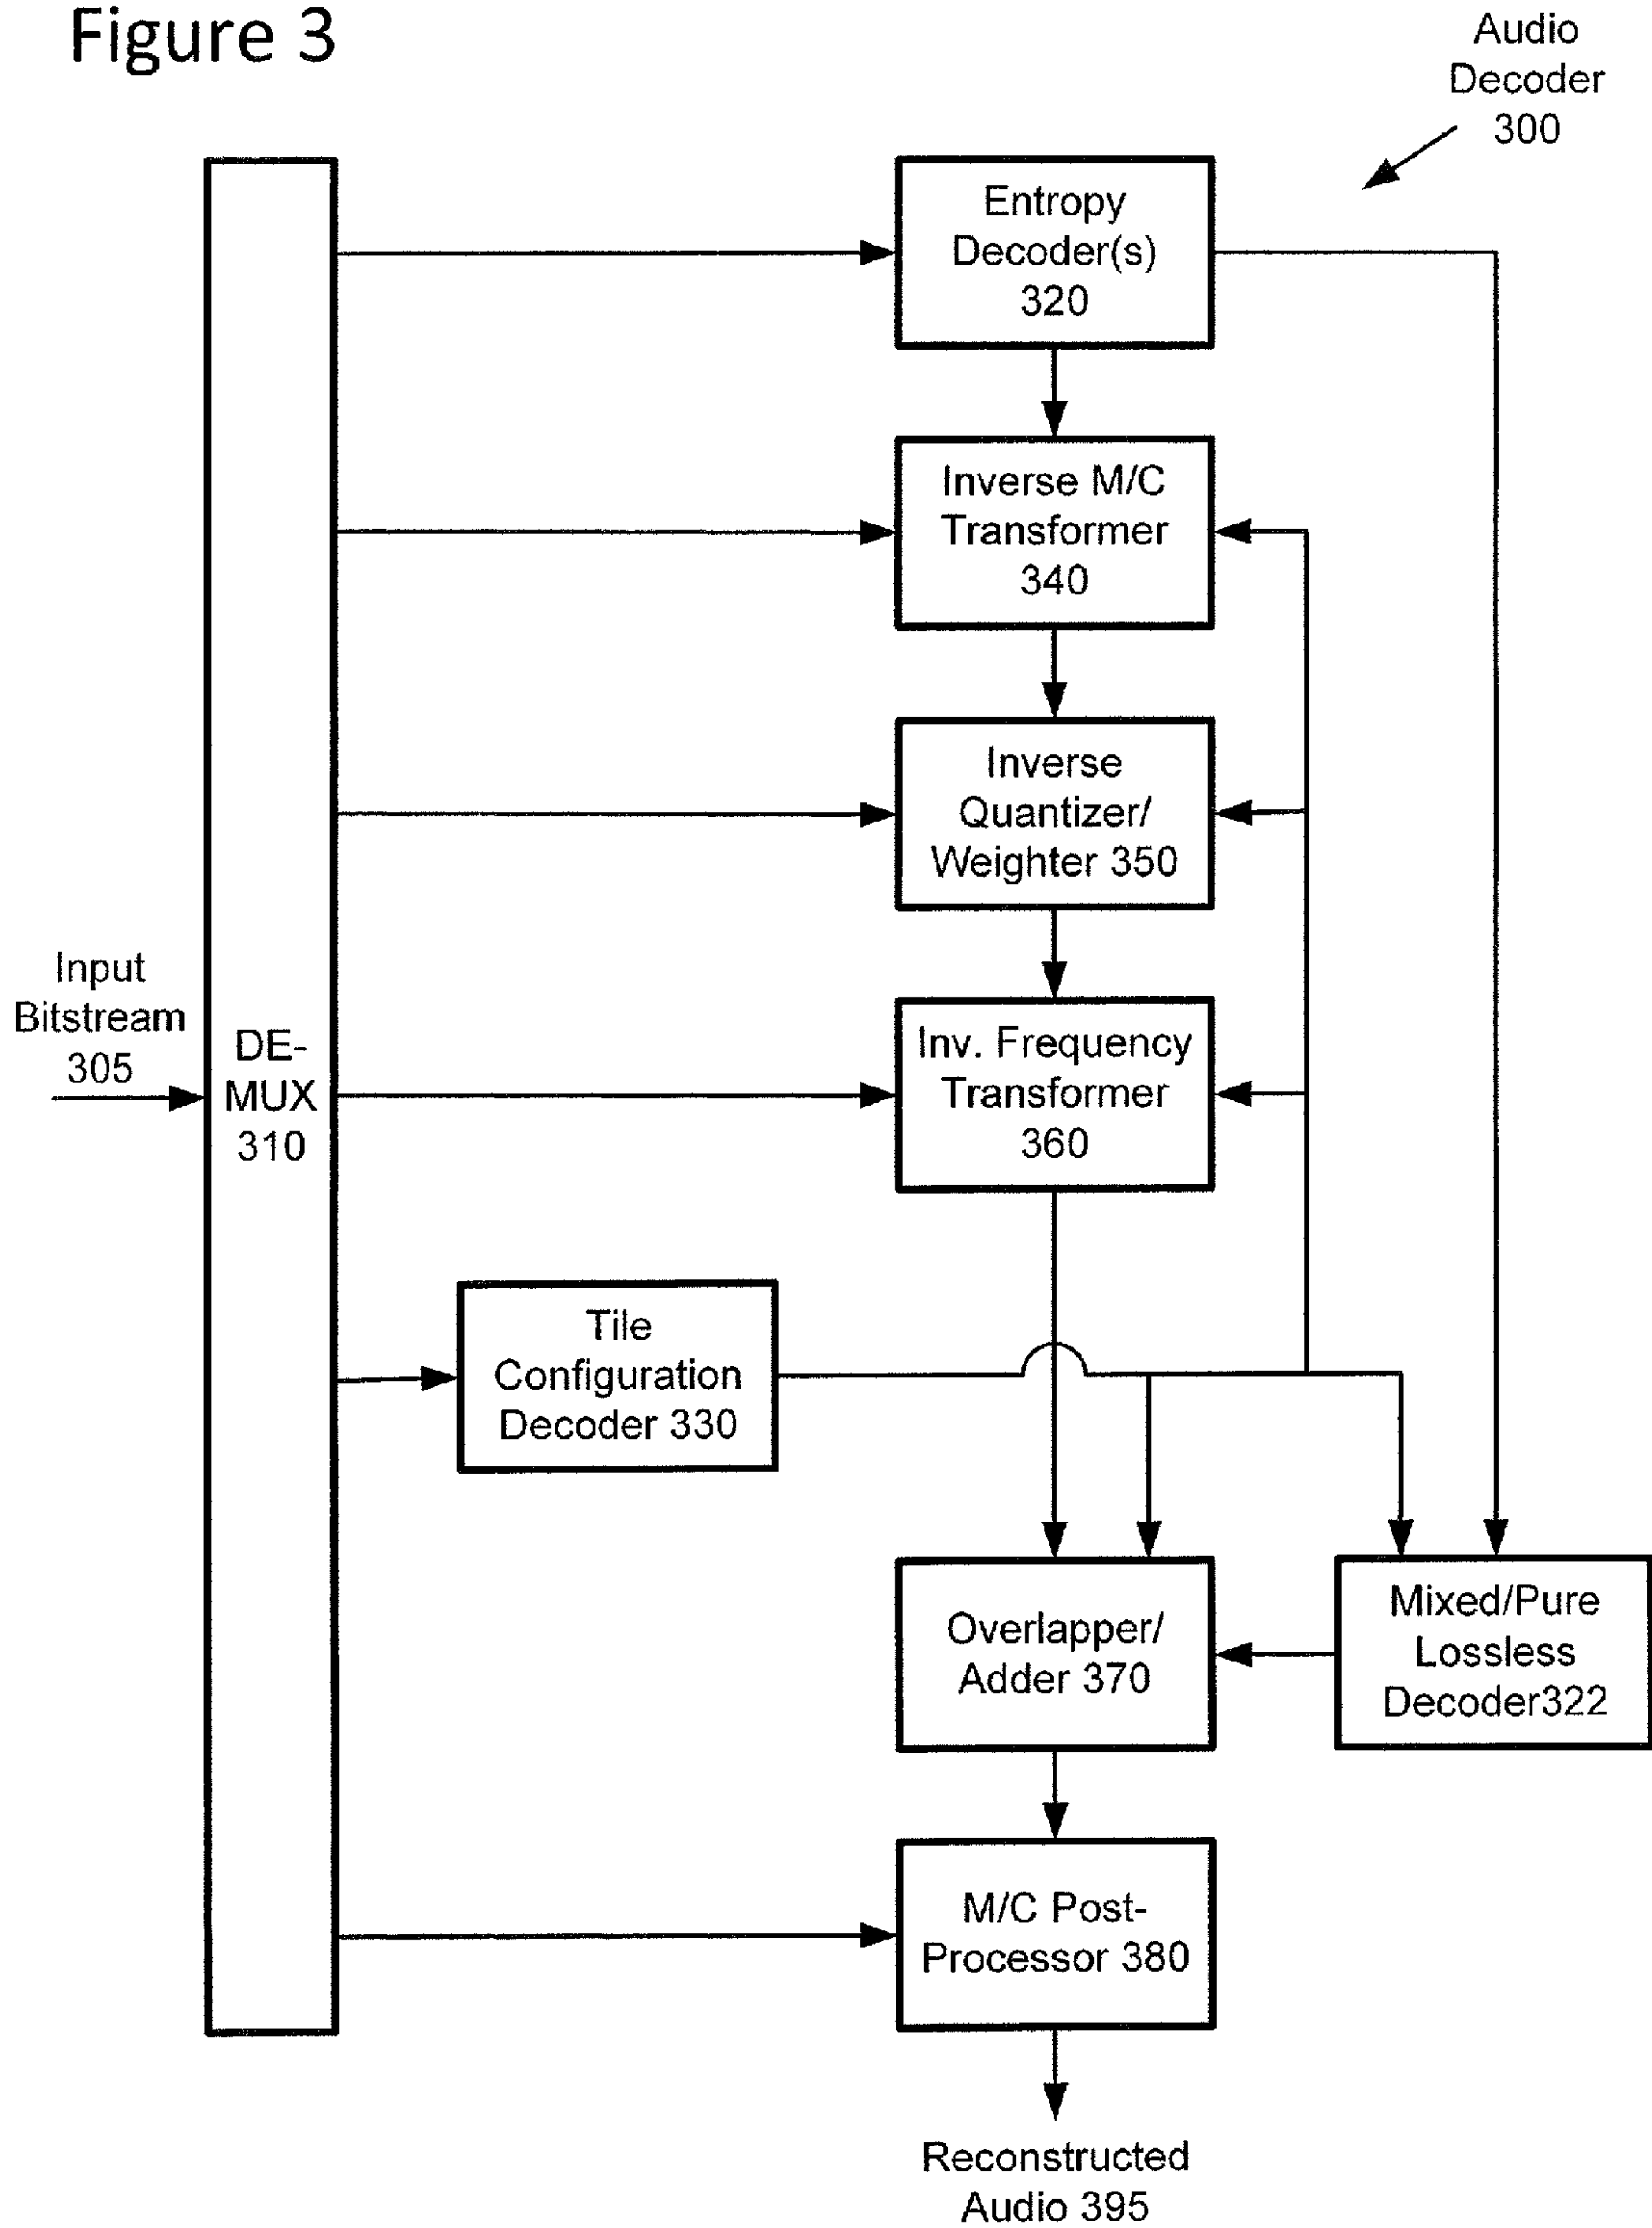 Figure 3
Audio
Decoder
300
Entropy
Decoder(s)
320
Inverse M/C
Transformer
340
Inverse
Quantizer/
Weighter 350
Input
Bitstream
305
DE-
MUX
310
Inv. Frequency
Transformer
360
Tile
Configuration
Decoder 330
Overlapper/
Adder 370
Mixed/Pure
Lossless
Decoder322
M/C Post-
Processor 380
Reconstructed
Audio 395